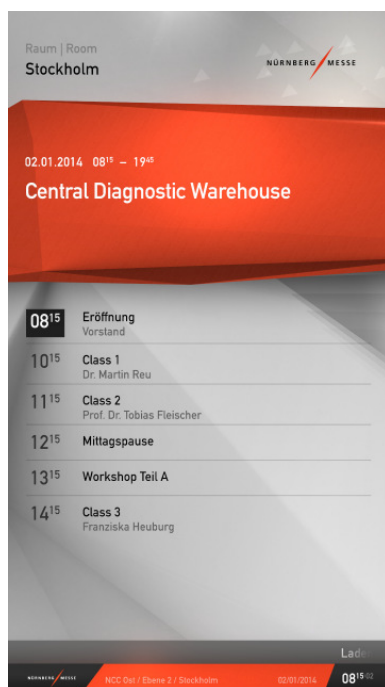 Raum | Room
Stockholm
NÜRNBERG MESSE
02.01.2014 08¹⁵ – 19⁴⁵
Central Diagnostic Warehouse
08¹⁵ Eröffnung
Vorstand
10¹⁵ Class 1
Dr. Martin Reu
11¹⁵ Class 2
Prof. Dr. Tobias Fleischer
12¹⁵ Mittagspause
13¹⁵ Workshop Teil A
14¹⁵ Class 3
Franziska Heuburg
Lade
NÜRNBERG MESSE NCC Ost / Ebene 2 / Stockholm 02/01/2014 08¹⁵:⁰²